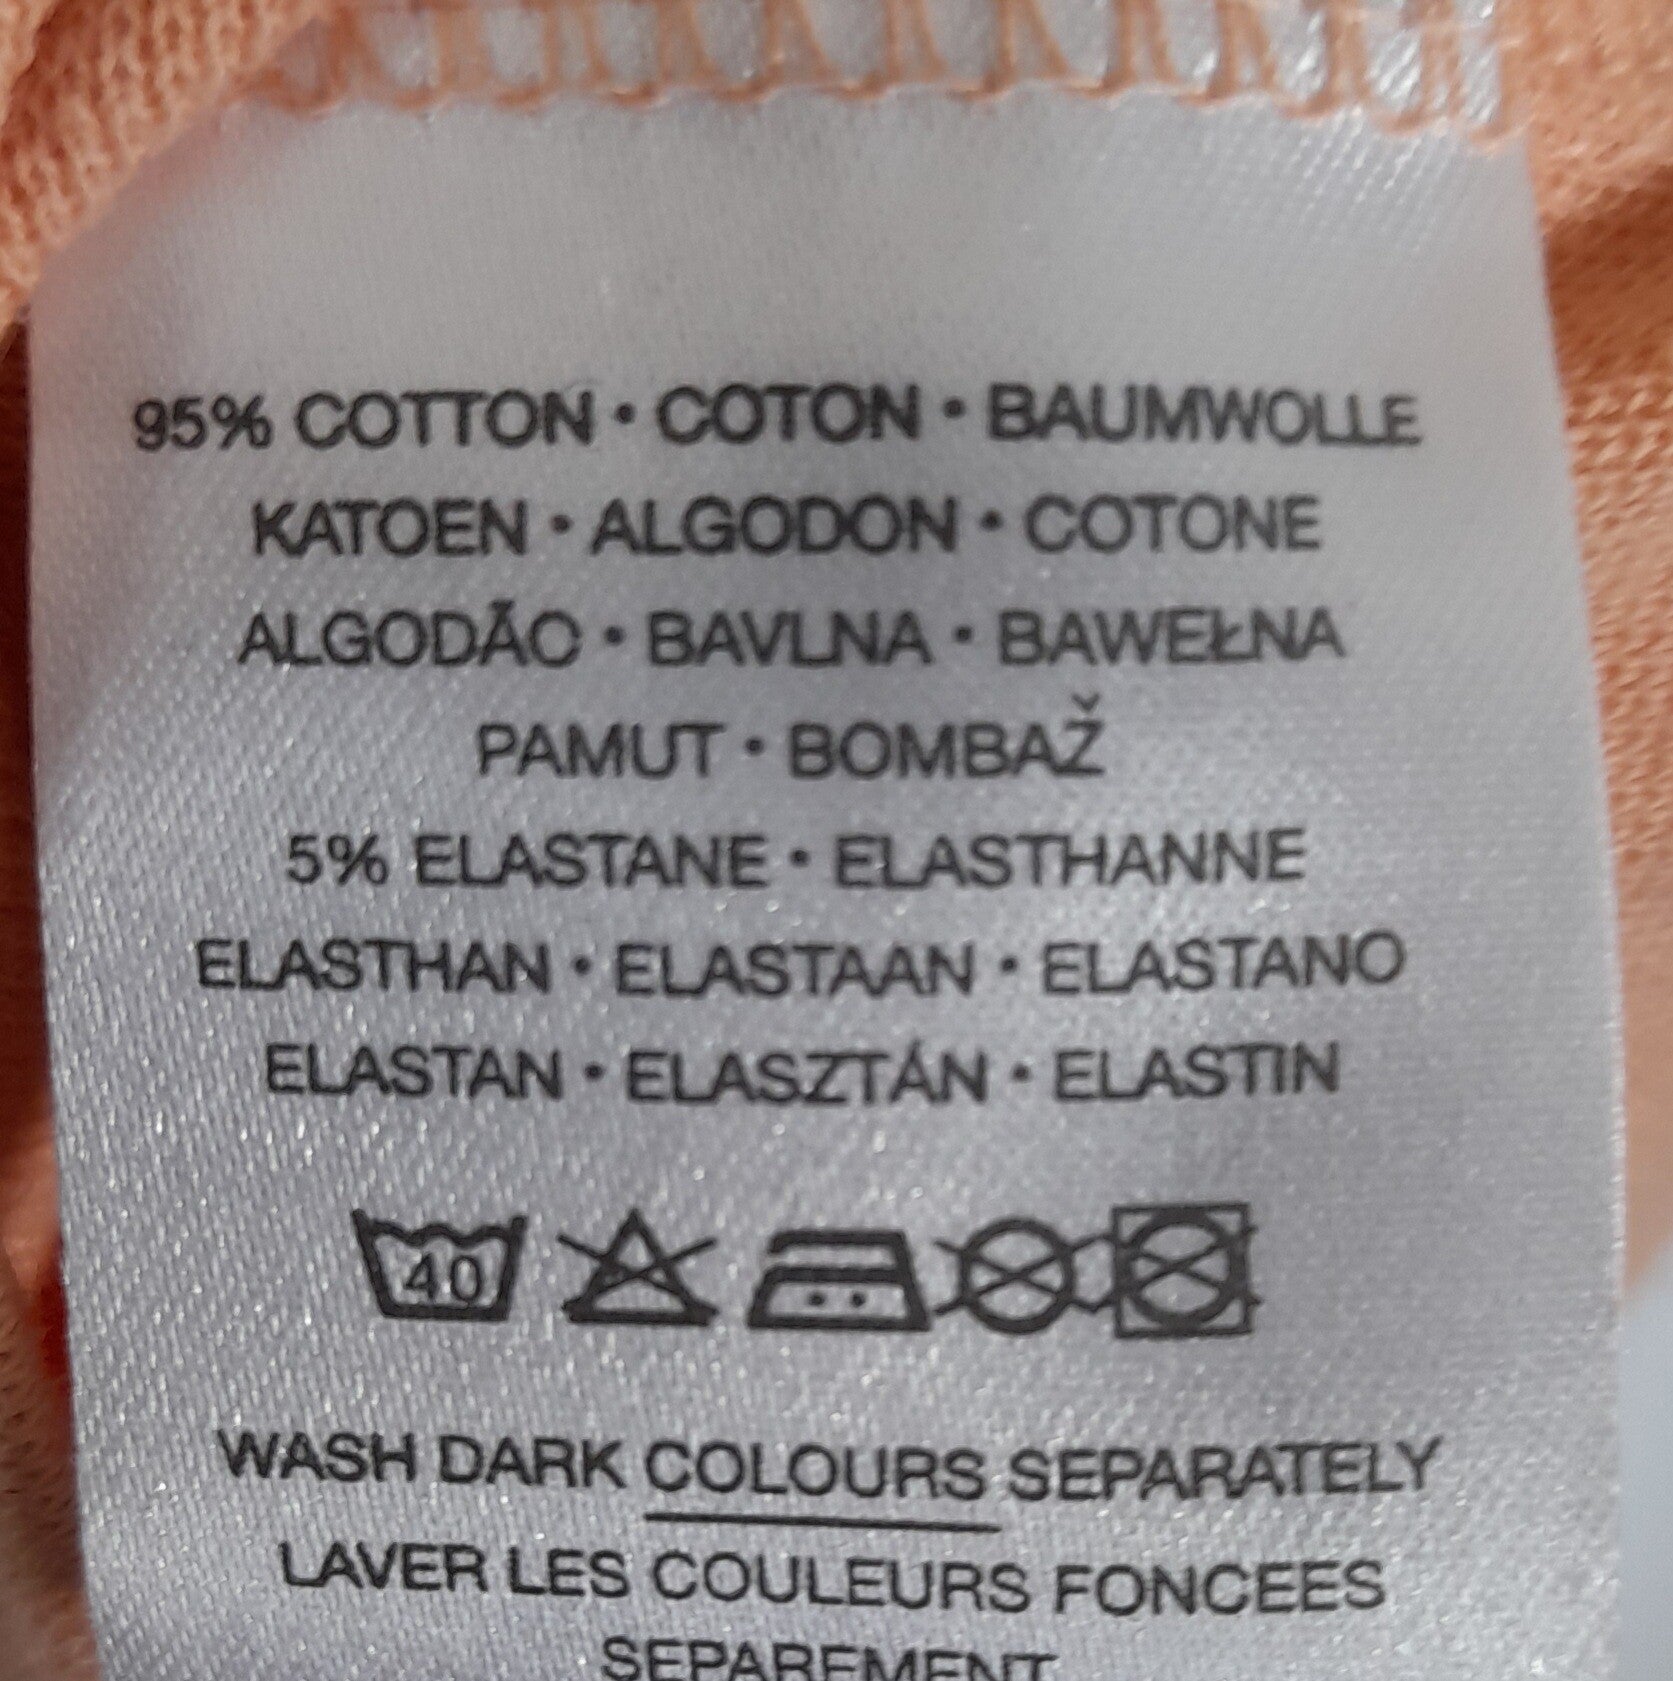 95% COTTON • COTON • BAUMWOLLE
KATOEN • ALGODON • COTONE
ALGODÃO • BAVLNA • BAWEŁNA
PAMUT • BOMBAŽ
5% ELASTANE • ELASTHANNE
ELASTHAN • ELASTAAN • ELASTANO
ELASTAN • ELASZTÁN • ELASTIN
40
WASH DARK COLOURS SEPARATELY
LAVER LES COULEURS FONCEES
SEPAREMENT